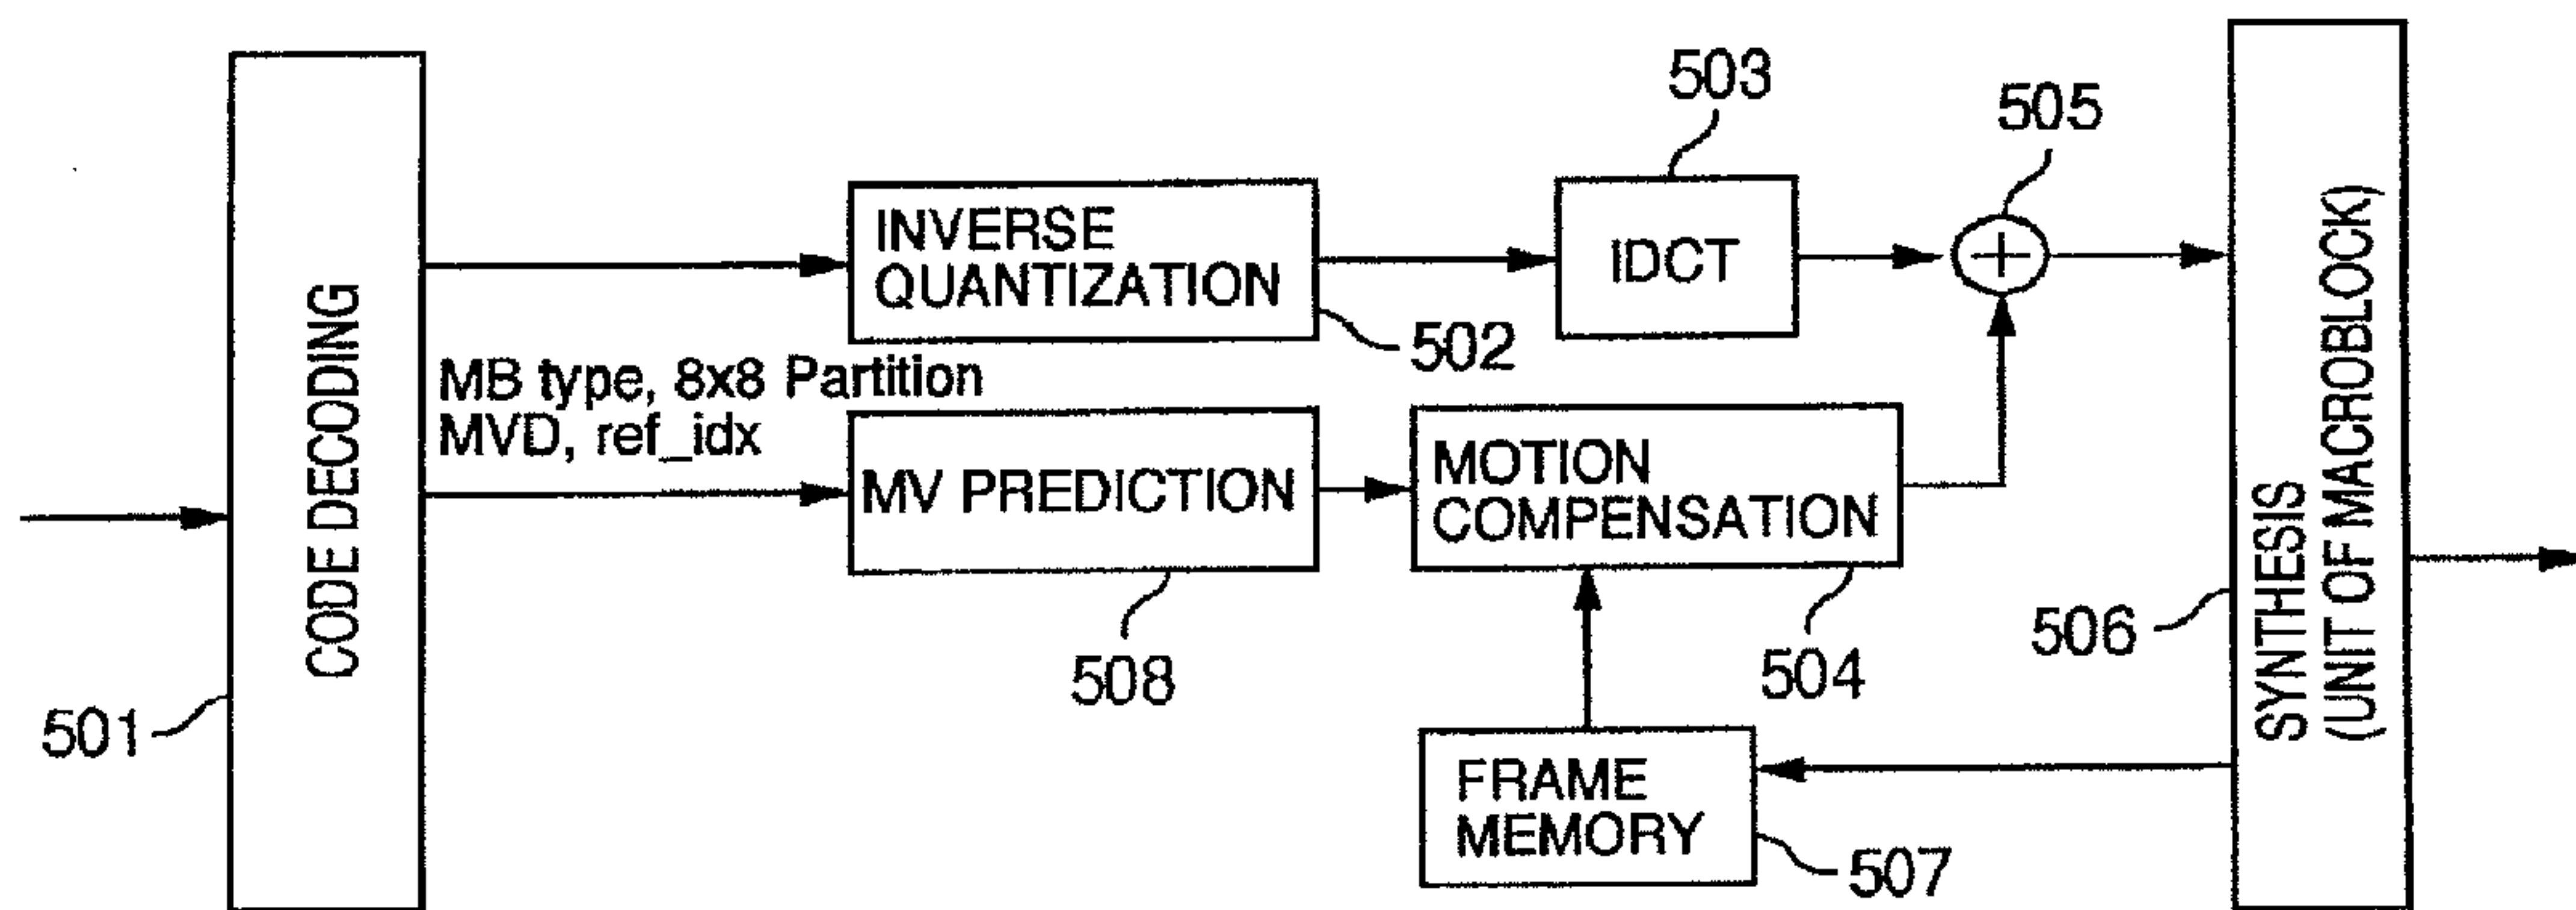 503
505
INVERSE
QUANTIZATION
IDCT
502
CODE DECODING
MB type, 8x8 Partition
MVD, ref_idx
MV PREDICTION
MOTION
COMPENSATION
SYNTHESIS
(UNIT OF MACROBLOCK)
506
508
504
501
FRAME
MEMORY
507